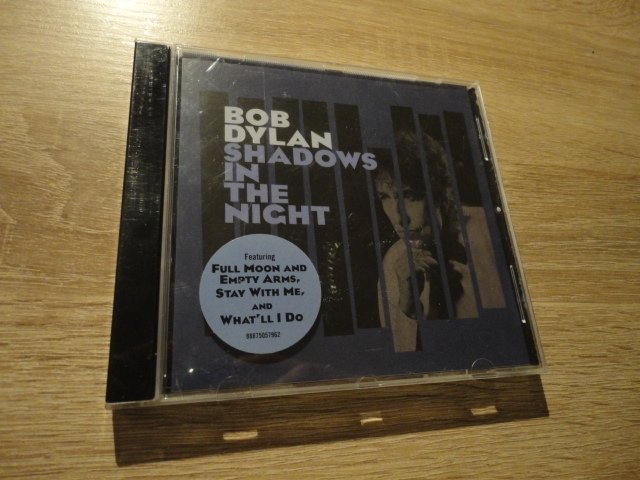 BOB
DYLAN
SHADOWS
IN
THE
NIGHT
Featuring
FULL MOON AND
EMPTY ARMS,
STAY WITH ME,
AND
WHAT'LL I DO
88875057962